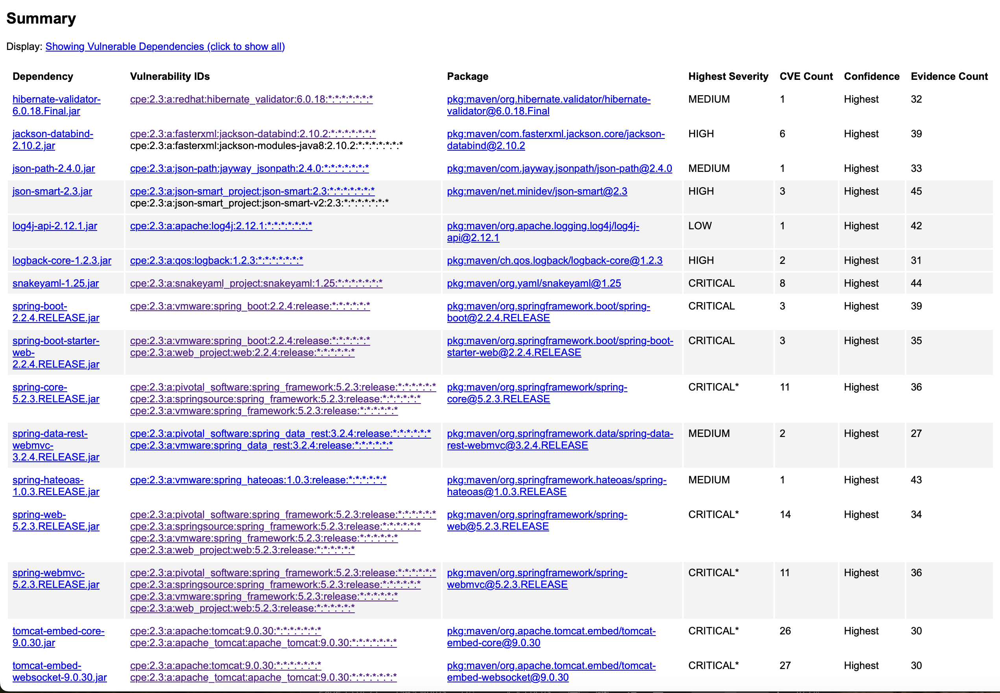 Summary
Display: Showing Vulnerable Dependencies (click to show all)
Dependency Vulnerability IDs Package Highest Severity CVE Count Confidence Evidence Count
hibernate-validator- cpe:2.3:a:redhat:hibernate_validator:6.0.18:*:*:*:*:*:*:* pkg:maven/org.hibernate.validator/hibernate- MEDIUM 1 Highest 32
6.0.18.Final.jar validator@6.0.18.Final
jackson-databind- cpe:2.3:a:fasterxml:jackson-databind:2.10.2:*:*:*:*:*:*:* pkg:maven/com.fasterxml.jackson.core/jackson- HIGH 6 Highest 39
2.10.2.jar cpe:2.3:a:fasterxml:jackson-modules-java8:2.10.2:*:*:*:*:*:*:* databind@2.10.2
json-path-2.4.0.jar cpe:2.3:a:json-path:jayway_jsonpath:2.4.0:*:*:*:*:*:*:* pkg:maven/com.jayway.jsonpath/json-path@2.4.0 MEDIUM 1 Highest 33
json-smart-2.3.jar cpe:2.3:a:json-smart_project:json-smart:2.3:*:*:*:*:*:*:* pkg:maven/net.minidev/json-smart@2.3 HIGH 3 Highest 45
cpe:2.3:a:json-smart_project:json-smart-v2:2.3:*:*:*:*:*:*:*
log4j-api-2.12.1.jar cpe:2.3:a:apache:log4j:2.12.1:*:*:*:*:*:*:* pkg:maven/org.apache.logging.log4j/log4j- LOW 1 Highest 42
api@2.12.1
logback-core-1.2.3.jar cpe:2.3:a:qos:logback:1.2.3:*:*:*:*:*:*:* pkg:maven/ch.qos.logback/logback-core@1.2.3 HIGH 2 Highest 31
snakeyaml-1.25.jar cpe:2.3:a:snakeyaml_project:snakeyaml:1.25:*:*:*:*:*:*:* pkg:maven/org.yaml/snakeyaml@1.25 CRITICAL 8 Highest 44
spring-boot- cpe:2.3:a:vmware:spring_boot:2.2.4:release:*:*:*:*:*:* pkg:maven/org.springframework.boot/spring- CRITICAL 3 Highest 39
2.2.4.RELEASE.jar boot@2.2.4.RELEASE
spring-boot-starter- cpe:2.3:a:vmware:spring_boot:2.2.4:release:*:*:*:*:*:* pkg:maven/org.springframework.boot/spring-boot- CRITICAL 3 Highest 35
web- cpe:2.3:a:web_project:web:2.2.4:release:*:*:*:*:*:* starter-web@2.2.4.RELEASE
2.2.4.RELEASE.jar
spring-core- cpe:2.3:a:pivotal_software:spring_framework:5.2.3:release:*:*:*:*:*:* pkg:maven/org.springframework/spring- CRITICAL* 11 Highest 36
5.2.3.RELEASE.jar cpe:2.3:a:springsource:spring_framework:5.2.3:release:*:*:*:*:*:* core@5.2.3.RELEASE
cpe:2.3:a:vmware:spring_framework:5.2.3:release:*:*:*:*:*:*
spring-data-rest- cpe:2.3:a:pivotal_software:spring_data_rest:3.2.4:release:*:*:*:*:*:* pkg:maven/org.springframework.data/spring-data- MEDIUM 2 Highest 27
webmvc- cpe:2.3:a:vmware:spring_data_rest:3.2.4:release:*:*:*:*:*:* rest-webmvc@3.2.4.RELEASE
3.2.4.RELEASE.jar
spring-hateoas- cpe:2.3:a:vmware:spring_hateoas:1.0.3:release:*:*:*:*:*:* pkg:maven/org.springframework.hateoas/spring- MEDIUM 1 Highest 43
1.0.3.RELEASE.jar hateoas@1.0.3.RELEASE
spring-web- cpe:2.3:a:pivotal_software:spring_framework:5.2.3:release:*:*:*:*:*:* pkg:maven/org.springframework/spring- CRITICAL* 14 Highest 34
5.2.3.RELEASE.jar cpe:2.3:a:springsource:spring_framework:5.2.3:release:*:*:*:*:*:* web@5.2.3.RELEASE
cpe:2.3:a:vmware:spring_framework:5.2.3:release:*:*:*:*:*:*
cpe:2.3:a:web_project:web:5.2.3:release:*:*:*:*:*:*
spring-webmvc- cpe:2.3:a:pivotal_software:spring_framework:5.2.3:release:*:*:*:*:*:* pkg:maven/org.springframework/spring- CRITICAL* 11 Highest 36
5.2.3.RELEASE.jar cpe:2.3:a:springsource:spring_framework:5.2.3:release:*:*:*:*:*:* webmvc@5.2.3.RELEASE
cpe:2.3:a:vmware:spring_framework:5.2.3:release:*:*:*:*:*:*
cpe:2.3:a:web_project:web:5.2.3:release:*:*:*:*:*:*
tomcat-embed-core- cpe:2.3:a:apache:tomcat:9.0.30:*:*:*:*:*:*:* pkg:maven/org.apache.tomcat.embed/tomcat- CRITICAL* 26 Highest 30
9.0.30.jar cpe:2.3:a:apache_tomcat:apache_tomcat:9.0.30:*:*:*:*:*:*:* embed-core@9.0.30
tomcat-embed- cpe:2.3:a:apache:tomcat:9.0.30:*:*:*:*:*:*:* pkg:maven/org.apache.tomcat.embed/tomcat- CRITICAL* 27 Highest 30
websocket-9.0.30.jar cpe:2.3:a:apache_tomcat:apache_tomcat:9.0.30:*:*:*:*:*:*:* embed-websocket@9.0.30